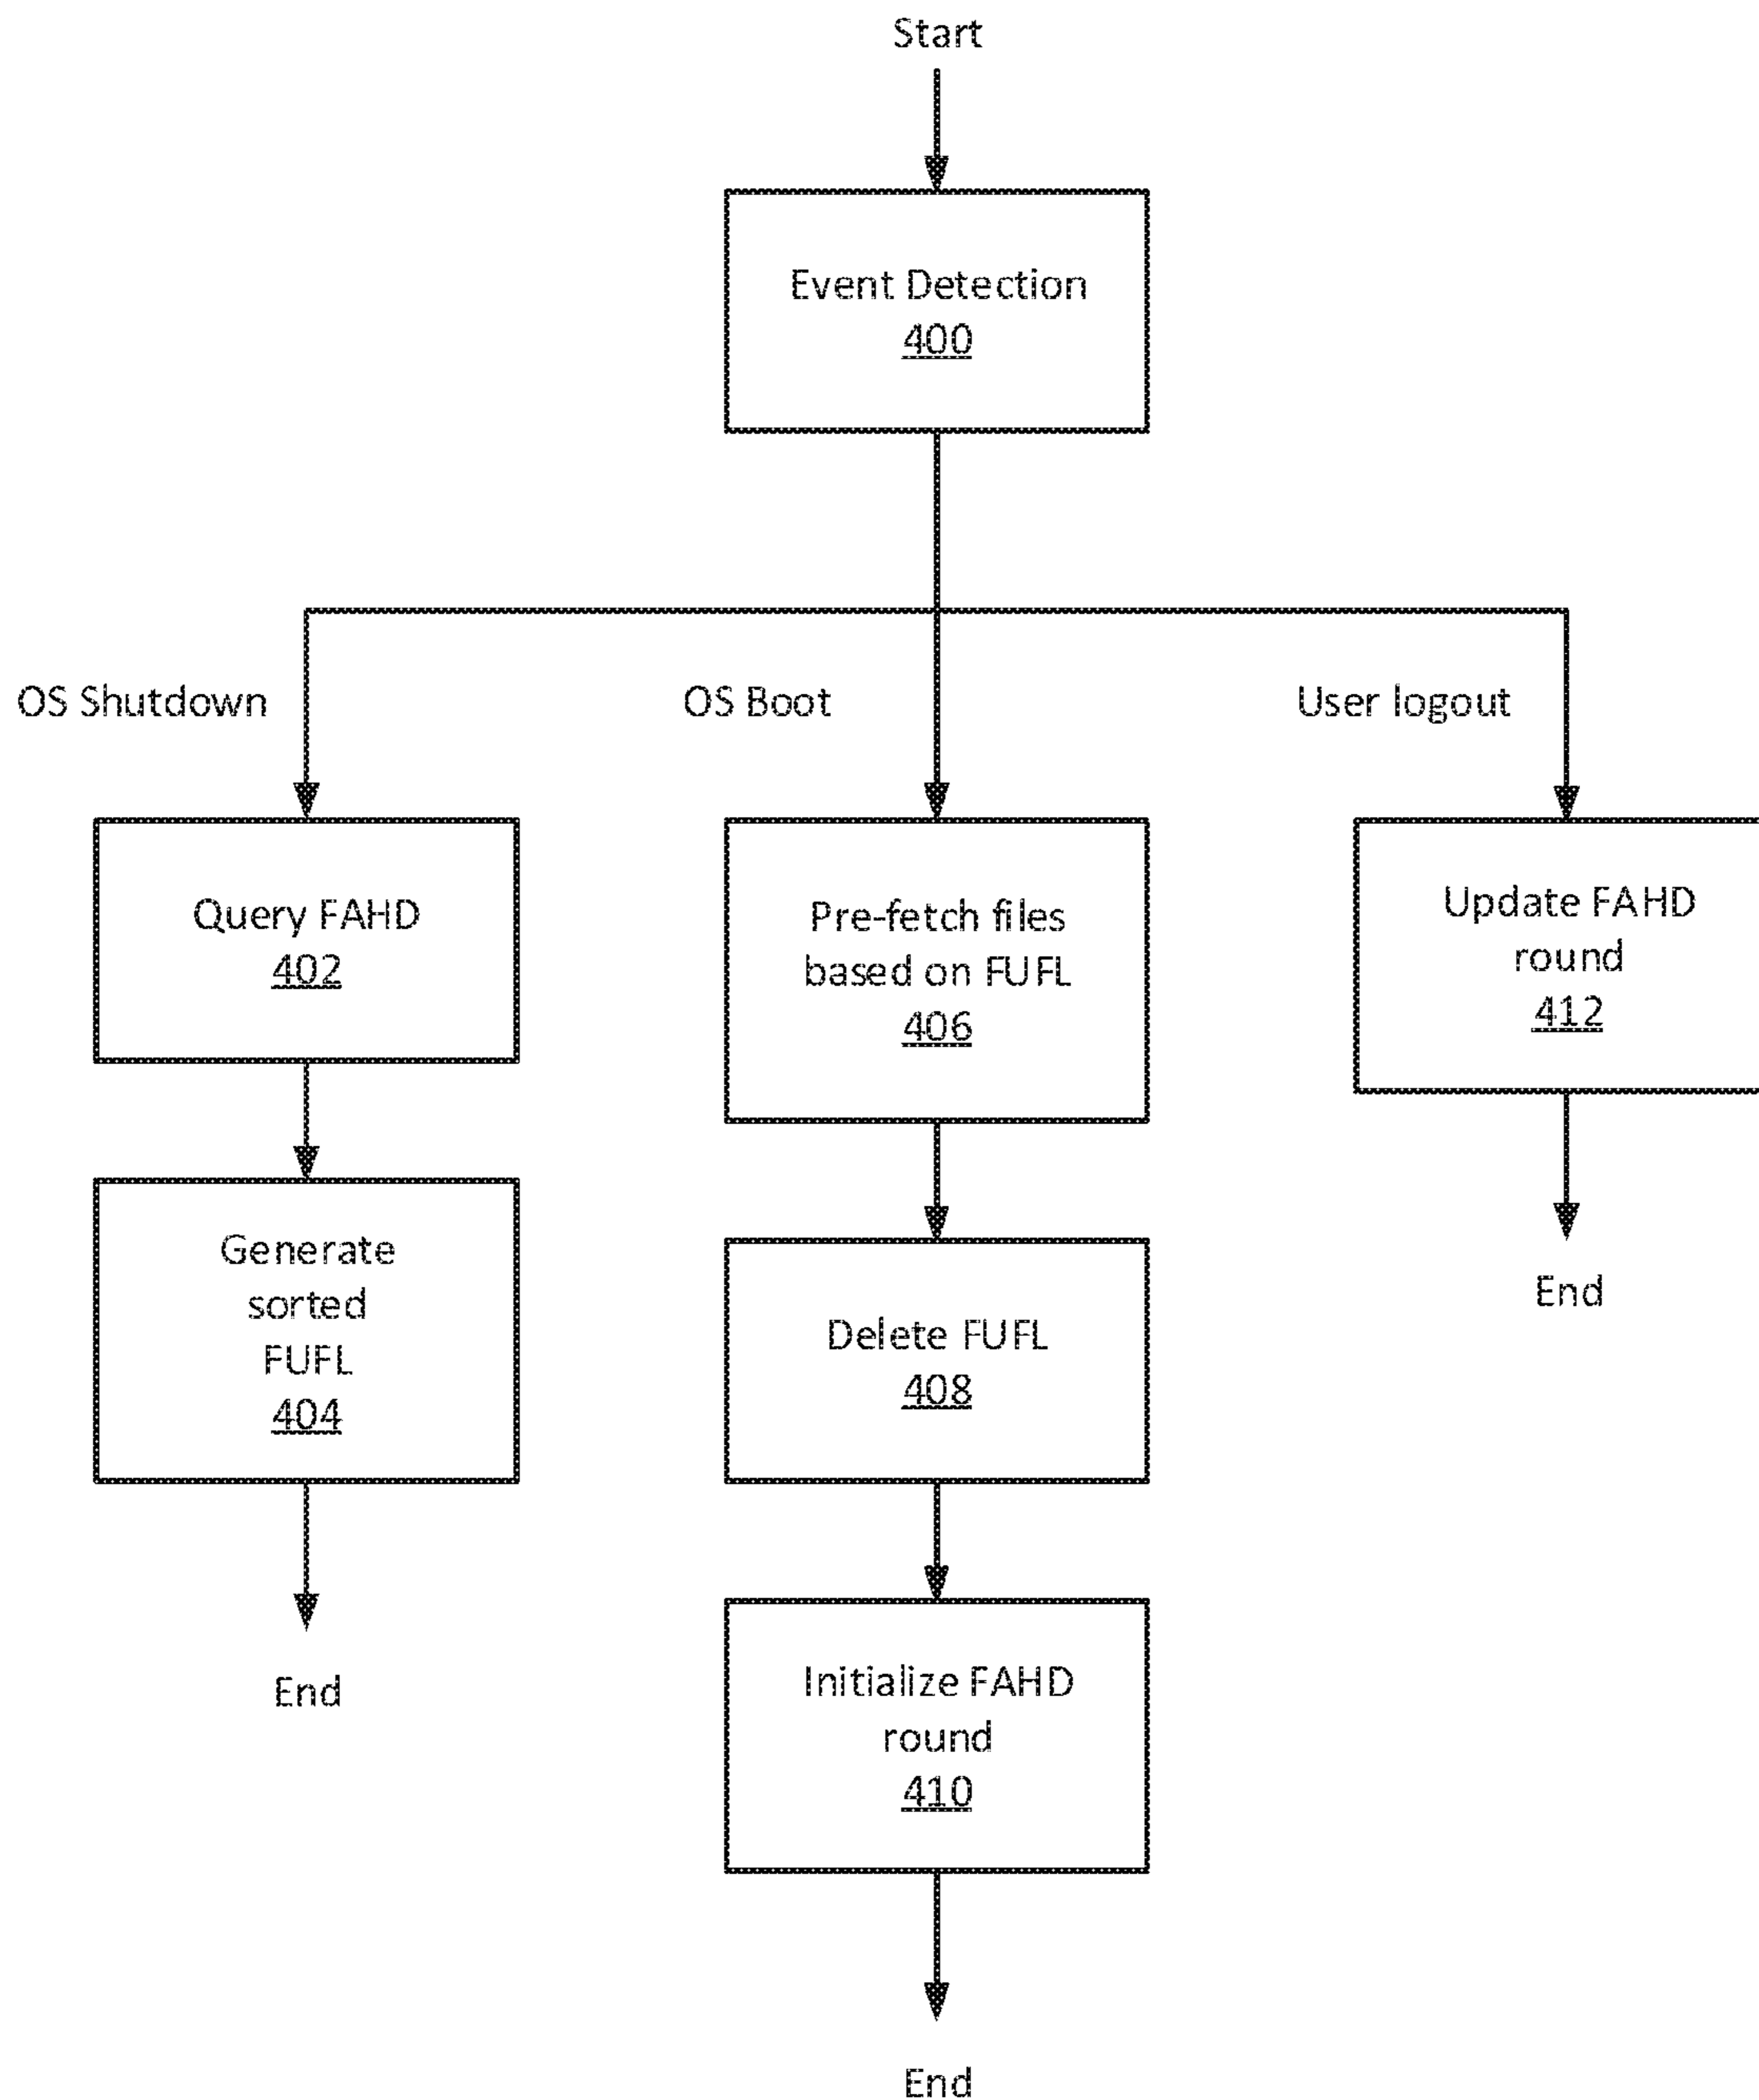 Start
Event Detection
400
OS Shutdown
OS Boot
User logout
Query FAHD
402
Pre-fetch files
based on FUFL
406
Update FAHD
round
412
Generate
sorted
FUFL
404
Delete FUFL
408
End
End
Initialize FAHD
round
410
End